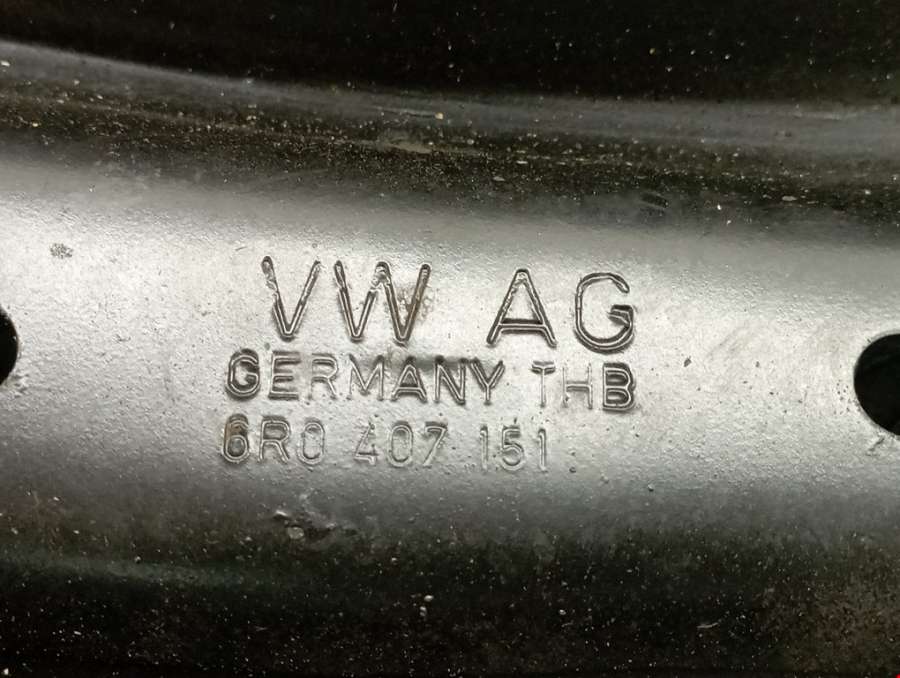 VW AG
GERMANY THB
6R0 407 151